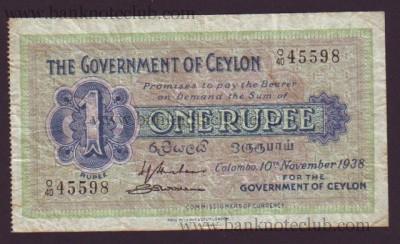 www.banknoteclub.com
O/40 45598
THE GOVERNMENT OF CEYLON
Promises to pay the Bearer
on Demand the Sum of
1
ONE RUPEE
RUPEE
රුපියලයි ஒருரூபாய்
Colombo, 10th November 1938
O/40 45598
FOR THE
GOVERNMENT OF CEYLON
COMMISSIONERS OF CURRENCY
www.banknoteclub.com